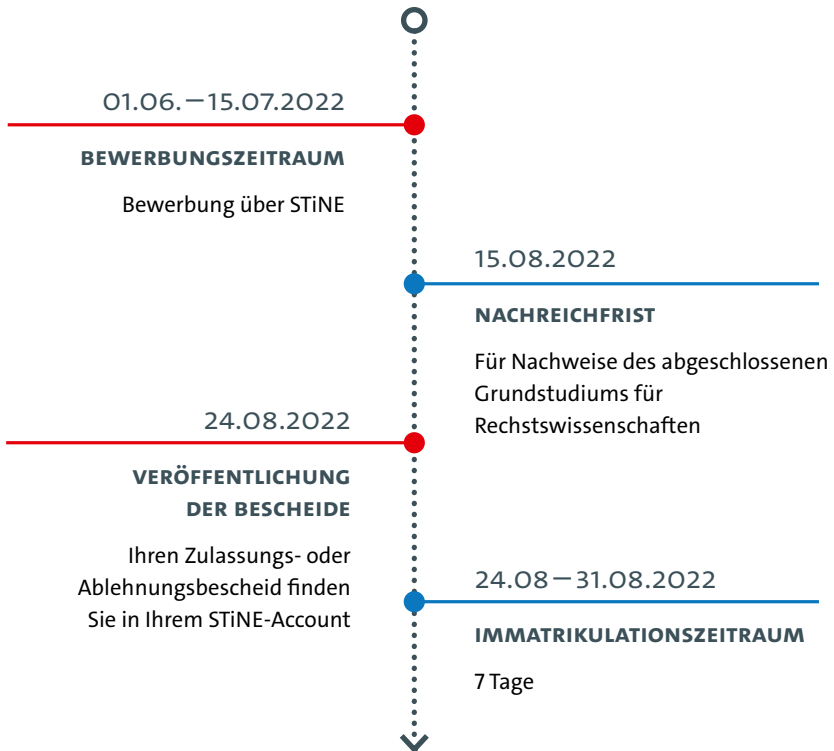 01.06.—15.07.2022
BEWERBUNGSZEITRAUM
Bewerbung über STiNE
15.08.2022
NACHREICHFRIST
Für Nachweise des abgeschlossenen
Grundstudiums für
Rechstswissenschaften
24.08.2022
VERÖFFENTLICHUNG
DER BESCHEIDE
Ihren Zulassungs- oder
Ablehnungsbescheid finden
Sie in Ihrem STiNE-Account
24.08—31.08.2022
IMMATRIKULATIONSZEITRAUM
7 Tage